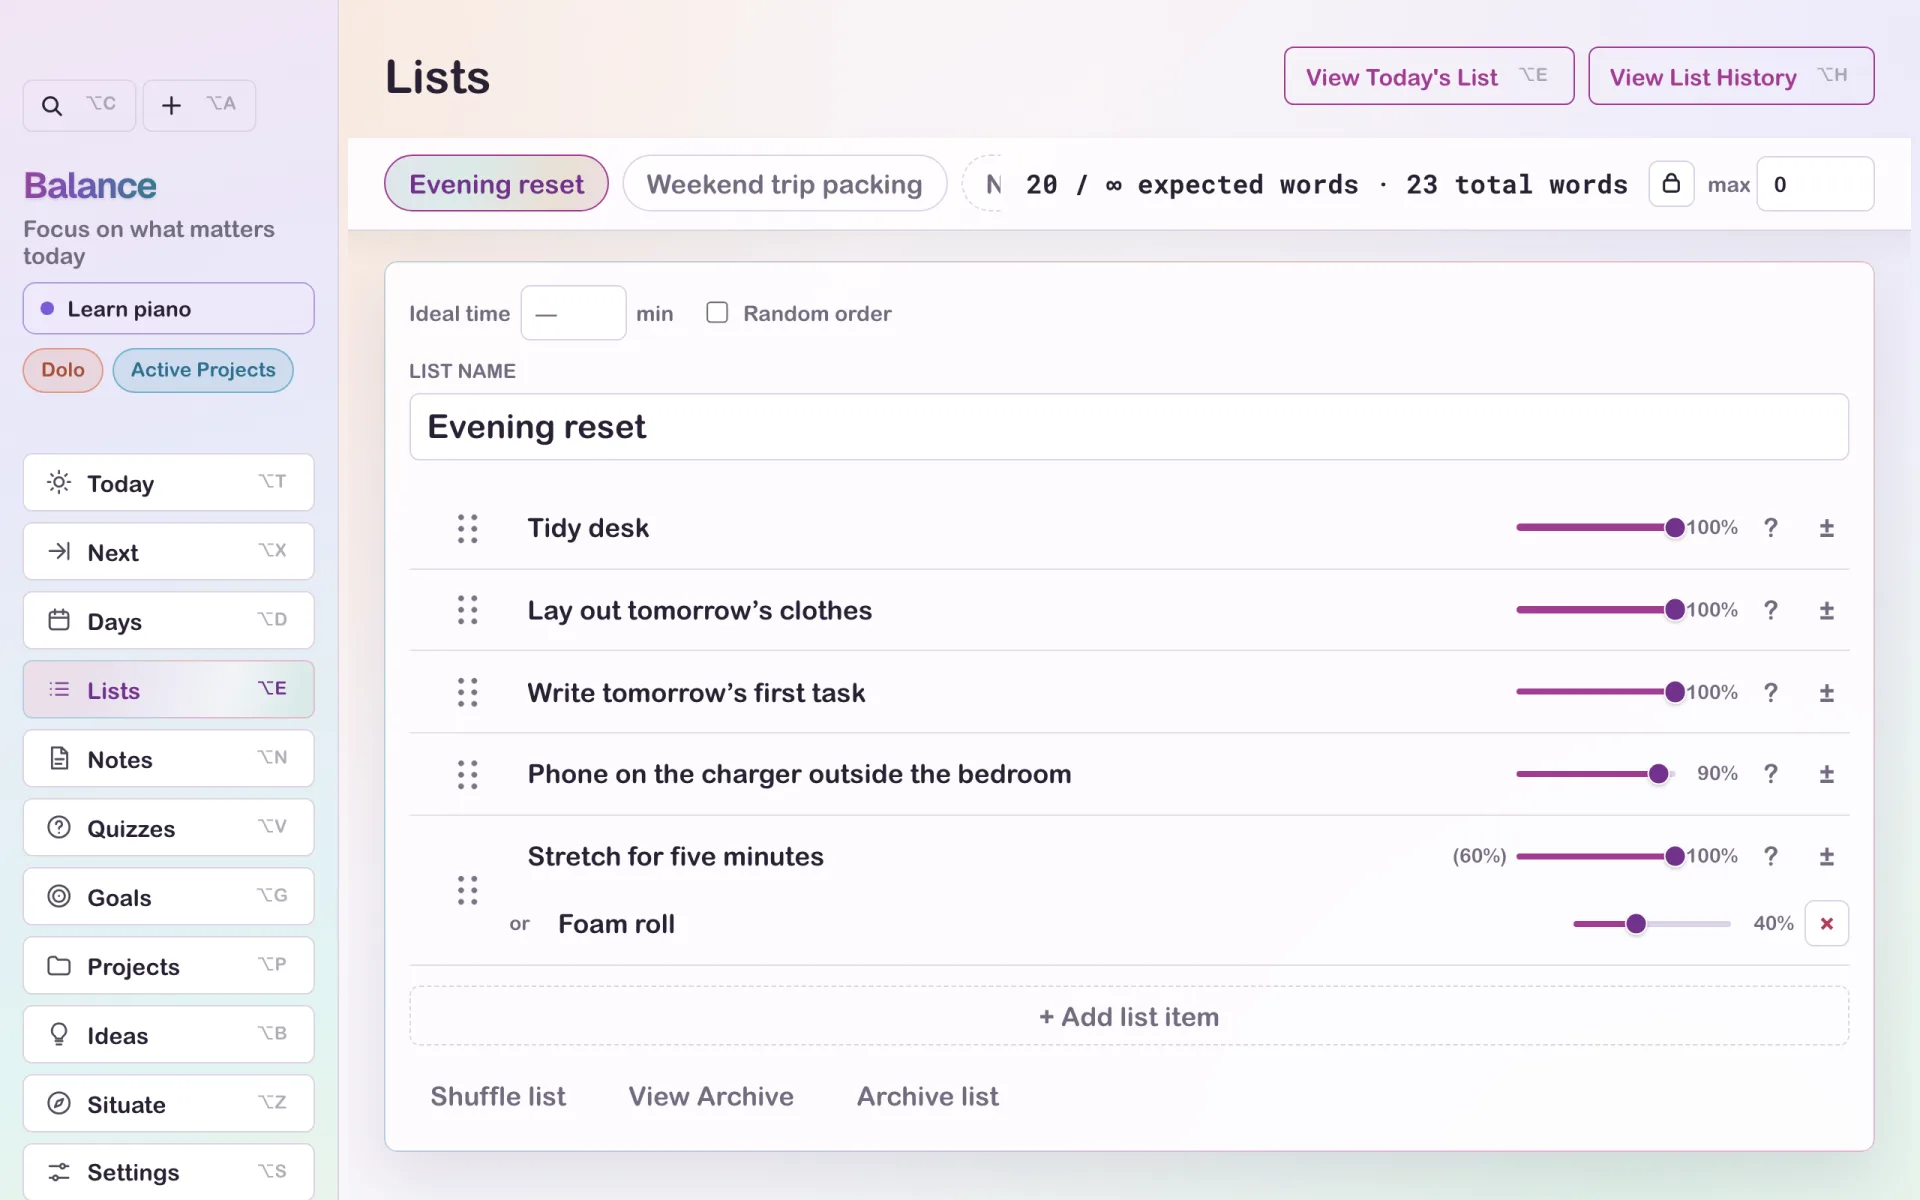 ⌥C
+ ⌥A
Balance
Focus on what matters
today
Learn piano
Dolo
Active Projects
Today ⌥T
Next ⌥X
Days ⌥D
Lists ⌥E
Notes ⌥N
Quizzes ⌥V
Goals ⌥G
Projects ⌥P
Ideas ⌥B
Situate ⌥Z
Settings ⌥S
Lists
View Today's List ⌥E
View List History ⌥H
Evening reset
Weekend trip packing
N
20 / ∞ expected words · 23 total words
max 0
Ideal time — min
Random order
LIST NAME
Evening reset
Tidy desk 100% ? ±
Lay out tomorrow’s clothes 100% ? ±
Write tomorrow’s first task 100% ? ±
Phone on the charger outside the bedroom 90% ? ±
Stretch for five minutes (60%) 100% ? ±
or Foam roll 40% ×
+ Add list item
Shuffle list
View Archive
Archive list